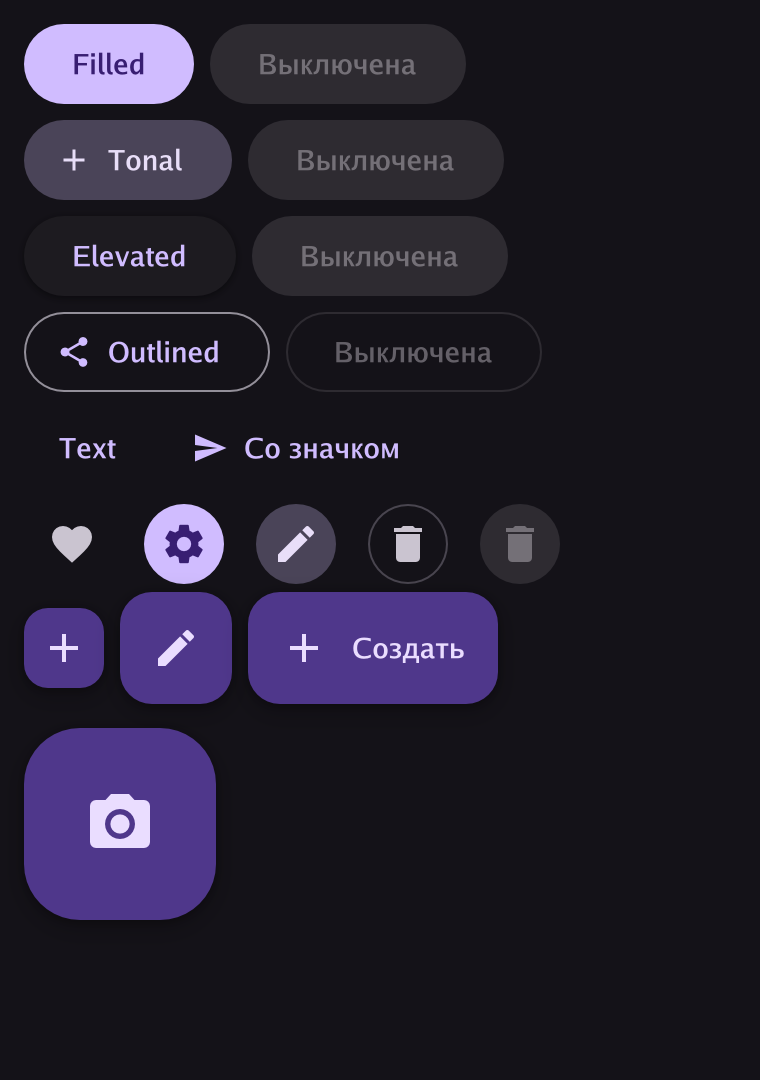 Filled Выключена
Tonal Выключена
Elevated Выключена
Outlined Выключена
Text Со значком
Создать